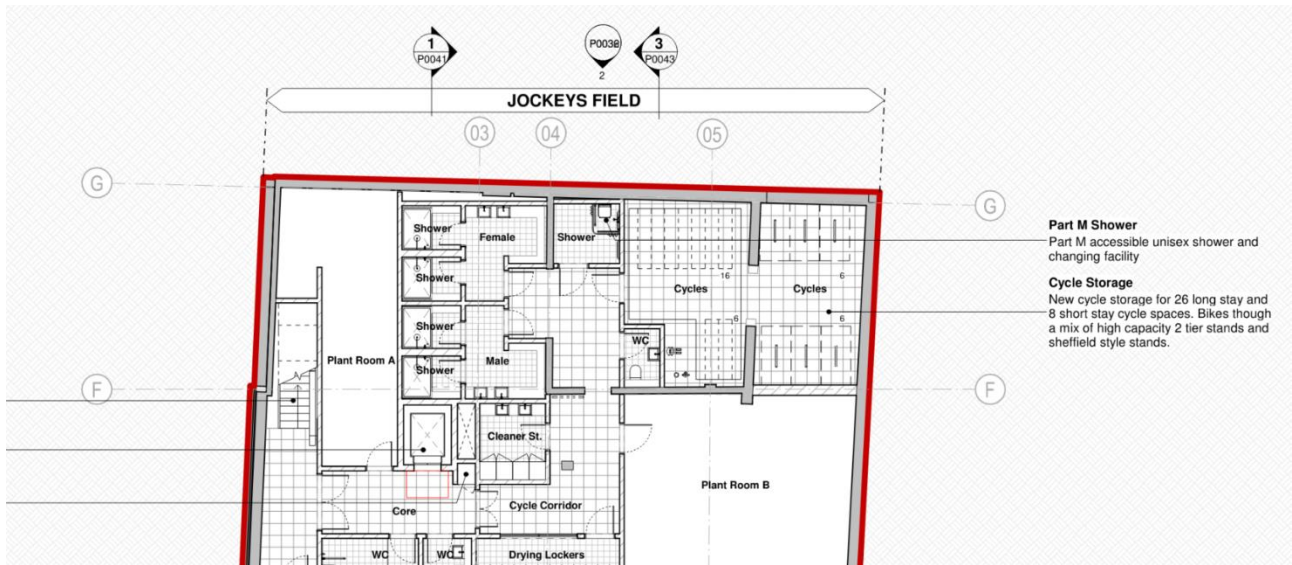 1
P0041
2
3
P0043
JOCKEYS FIELD
03
04
05
G
G
Part M Shower
Part M accessible unisex shower and
changing facility
Cycle Storage
New cycle storage for 26 long stay and
8 short stay cycle spaces. Bikes though
a mix of high capacity 2 tier stands and
sheffield style stands.
Shower
Female
Shower
Shower
16
6
Cycles
Cycles
Shower
6
6
WC
Plant Room A
Male
Shower
F
F
Cleaner St.
Plant Room B
Core
Cycle Corridor
WC
WC
Drying Lockers